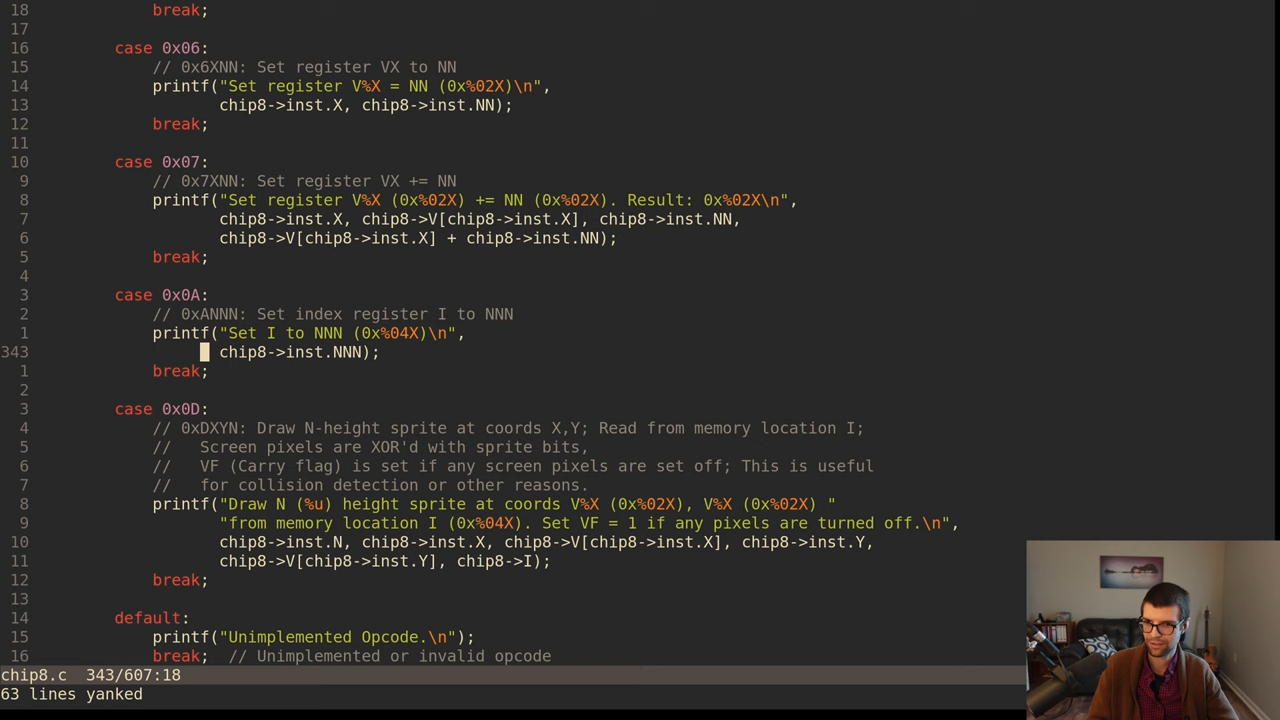 18             break;
17
16         case 0x06:
15             // 0x6XNN: Set register VX to NN
14             printf("Set register V%X = NN (0x%02X)\n",
13                    chip8->inst.X, chip8->inst.NN);
12             break;
11
10         case 0x07:
9             // 0x7XNN: Set register VX += NN
8             printf("Set register V%X (0x%02X) += NN (0x%02X). Result: 0x%02X\n",
7                    chip8->inst.X, chip8->V[chip8->inst.X], chip8->inst.NN,
6                    chip8->V[chip8->inst.X] + chip8->inst.NN);
5             break;
4
3         case 0x0A:
2             // 0xANNN: Set index register I to NNN
1             printf("Set I to NNN (0x%04X)\n",
343                    chip8->inst.NNN);
1             break;
2
3         case 0x0D:
4             // 0xDXYN: Draw N-height sprite at coords X,Y; Read from memory location I;
5             //   Screen pixels are XOR'd with sprite bits,
6             //   VF (Carry flag) is set if any screen pixels are set off; This is useful
7             //   for collision detection or other reasons.
8             printf("Draw N (%u) height sprite at coords V%X (0x%02X), V%X (0x%02X) "
9                    "from memory location I (0x%04X). Set VF = 1 if any pixels are turned off.\n",
10                    chip8->inst.N, chip8->inst.X, chip8->V[chip8->inst.X], chip8->inst.Y,
11                    chip8->V[chip8->inst.Y], chip8->I);
12             break;
13
14         default:
15             printf("Unimplemented Opcode.\n");
16             break;  // Unimplemented or invalid opcode
chip8.c  343/607:18
63 lines yanked